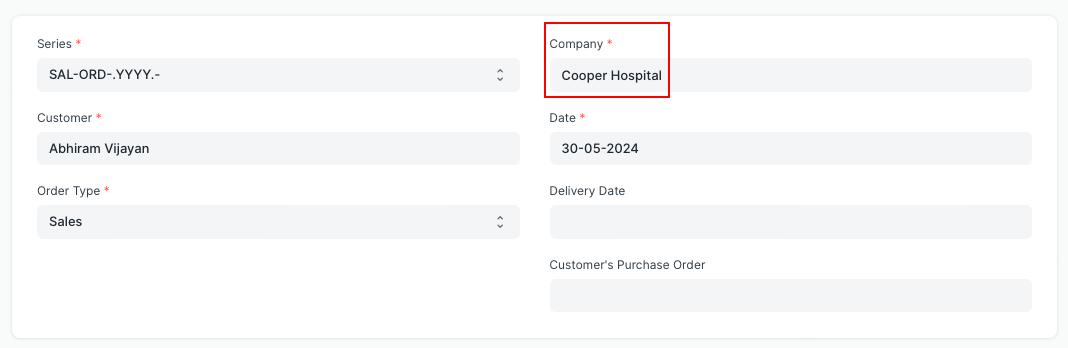 Series *
SAL-ORD-.YYYY.-
Customer *
Abhiram Vijayan
Order Type *
Sales
Company *
Cooper Hospital
Date *
30-05-2024
Delivery Date
Customer's Purchase Order